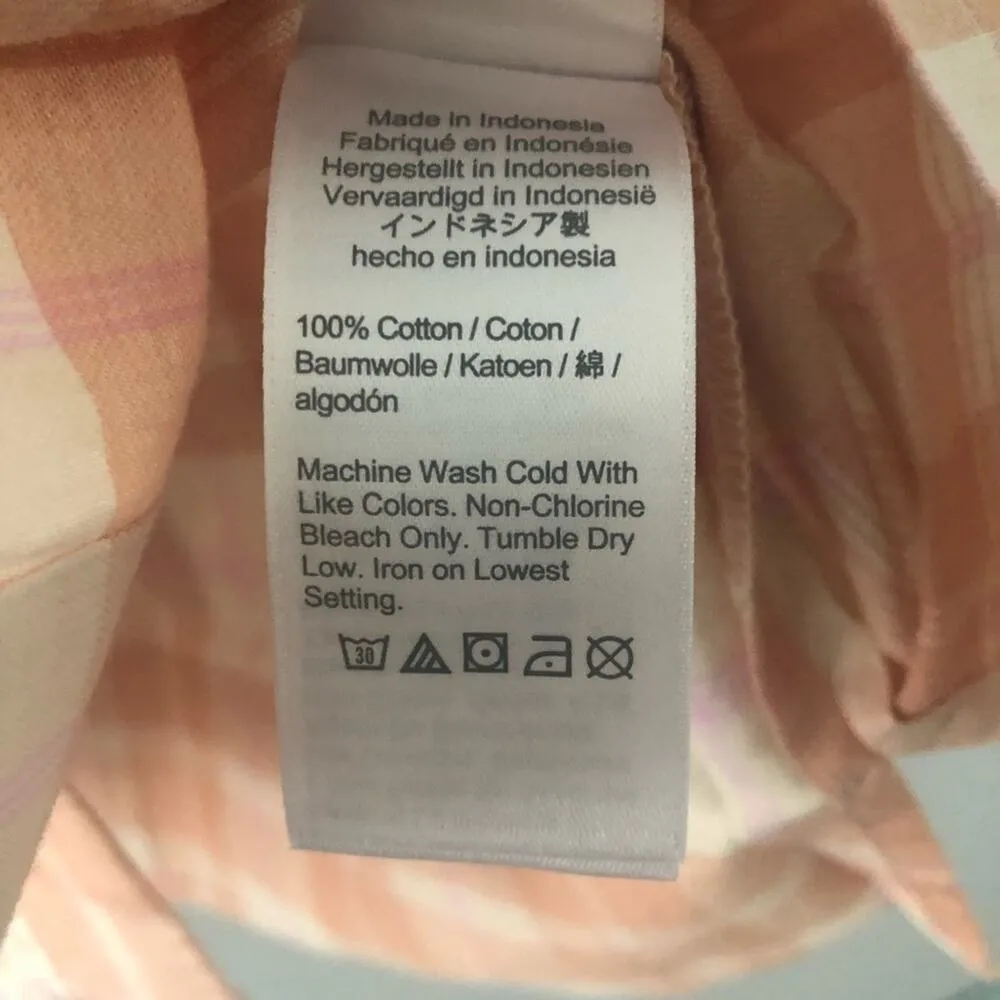 Made in Indonesia
Fabriqué en Indonésie
Hergestellt in Indonesien
Vervaardigd in Indonesië
インドネシア製
hecho en indonesia
100% Cotton / Coton /
Baumwolle / Katoen / 綿 /
algodón
Machine Wash Cold With
Like Colors. Non-Chlorine
Bleach Only. Tumble Dry
Low. Iron on Lowest
Setting.
30